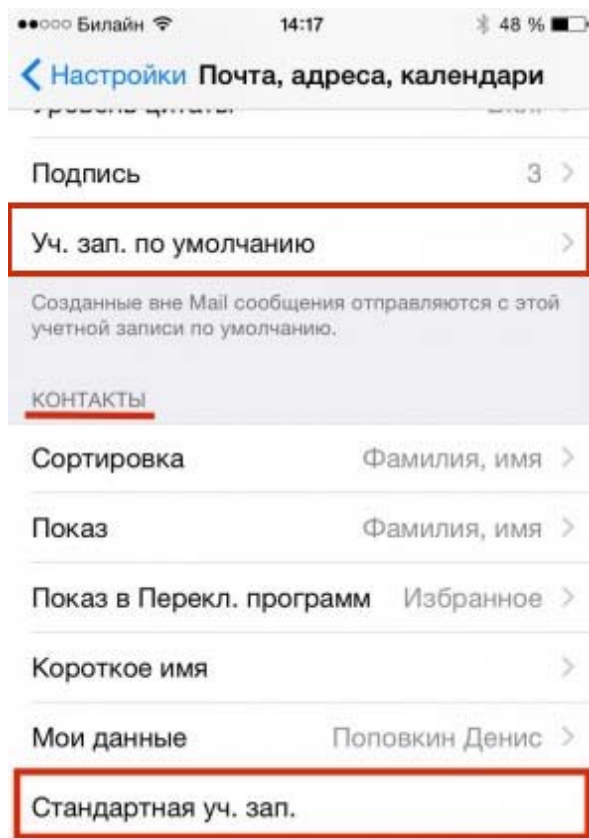 Билайн 14:17 48 %
Настройки Почта, адреса, календари
Уровень цитаты
Подпись 3
Уч. зап. по умолчанию
Созданные вне Mail сообщения отправляются с этой
учетной записи по умолчанию.
КОНТАКТЫ
Сортировка Фамилия, имя
Показ Фамилия, имя
Показ в Перекл. программ Избранное
Короткое имя
Мои данные Поповкин Денис
Стандартная уч. зап.